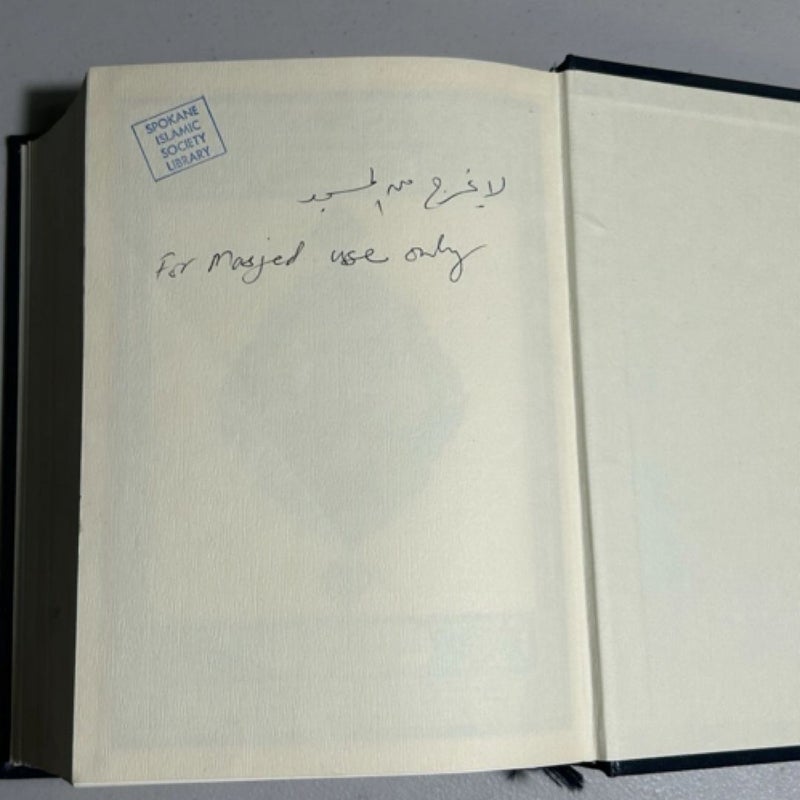 SPOKANE
ISLAMIC
SOCIETY
LIBRARY
لا يخرج من المسجد
For Masjed use only